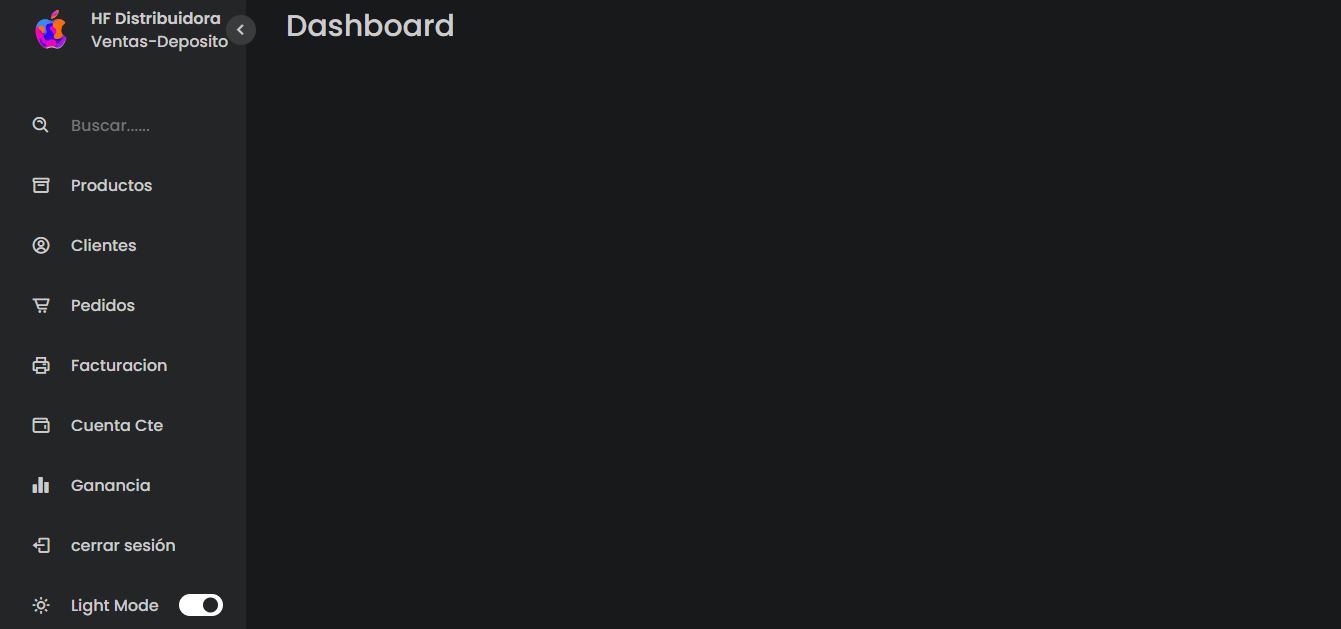 HF Distribuidora
Ventas-Deposito
Dashboard
Buscar......
Productos
Clientes
Pedidos
Facturacion
Cuenta Cte
Ganancia
cerrar sesión
Light Mode